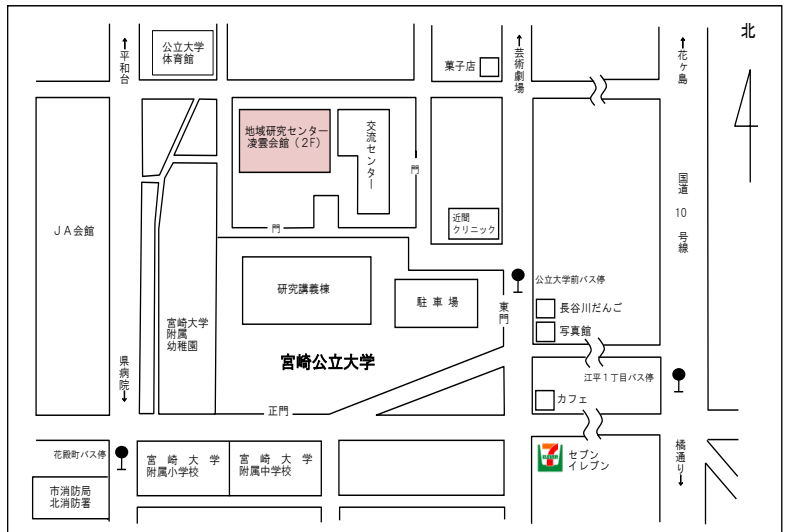 北
↑平和台
公立大学
体育館
菓子店
↑芸術劇場
↑花ヶ島
地域研究センター
凌雲会館(2F)
交流センター
門
門
近間
クリニック
国道10号線
JA会館
研究講義棟
駐車場
東門
公立大学前バス停
長谷川だんご
写真館
宮崎大学
附属
幼稚園
宮崎公立大学
県病院↓
正門
江平1丁目バス停
カフェ
花殿町バス停
宮崎大学
附属小学校
宮崎大学
附属中学校
7
ELEVEN
セブン
イレブン
橘通り↓
市消防局
北消防署